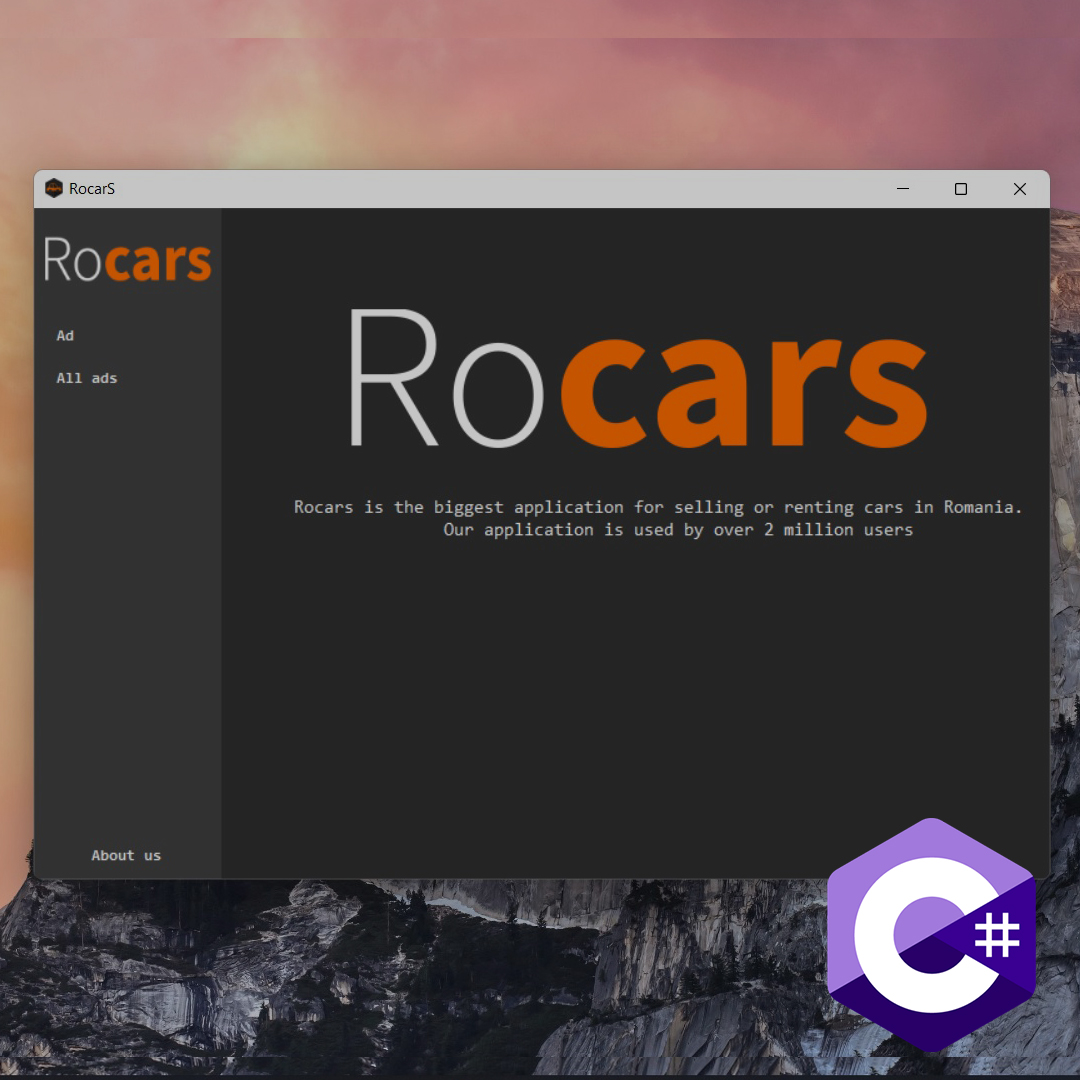 RocarS
Rocars
Ad
All ads
Rocars
Rocars is the biggest application for selling or renting cars in Romania.
Our application is used by over 2 million users
About us
C#